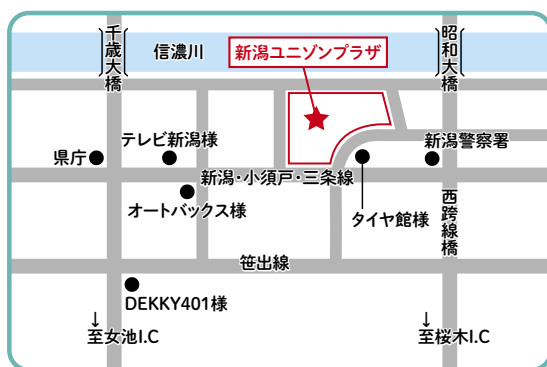 千歳大橋
信濃川
新潟ユニゾンプラザ
昭和大橋
県庁
テレビ新潟様
新潟警察署
新潟・小須戸・三条線
オートバックス様
タイヤ館様
西跨線橋
笹出線
DEKKY401様
↓
至女池I.C
↓
至桜木I.C